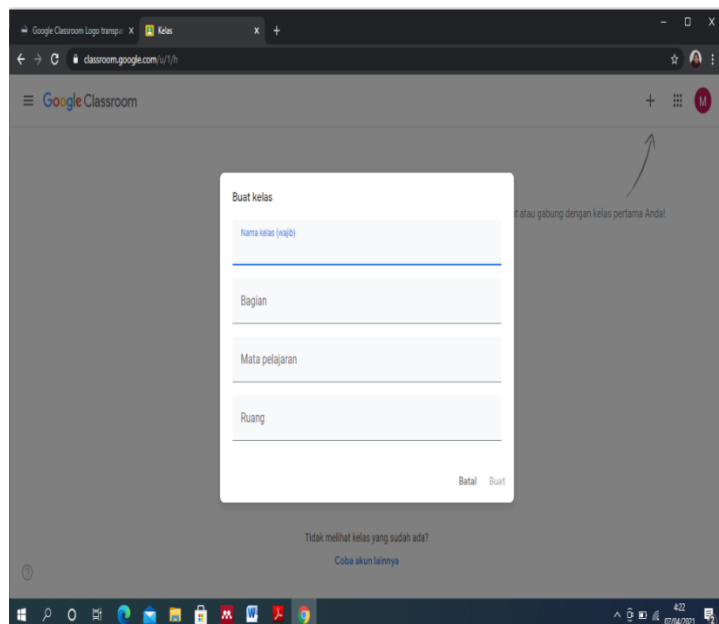 Google Classroom Logo transpar
Kelas
classroom.google.com/u/1/h
Google Classroom
M
Buat kelas
t atau gabung dengan kelas pertama Anda!
Nama kelas (wajib)
Bagian
Mata pelajaran
Ruang
Batal Buat
Tidak melihat kelas yang sudah ada?
Coba akun lainnya
4:22
07/04/2021